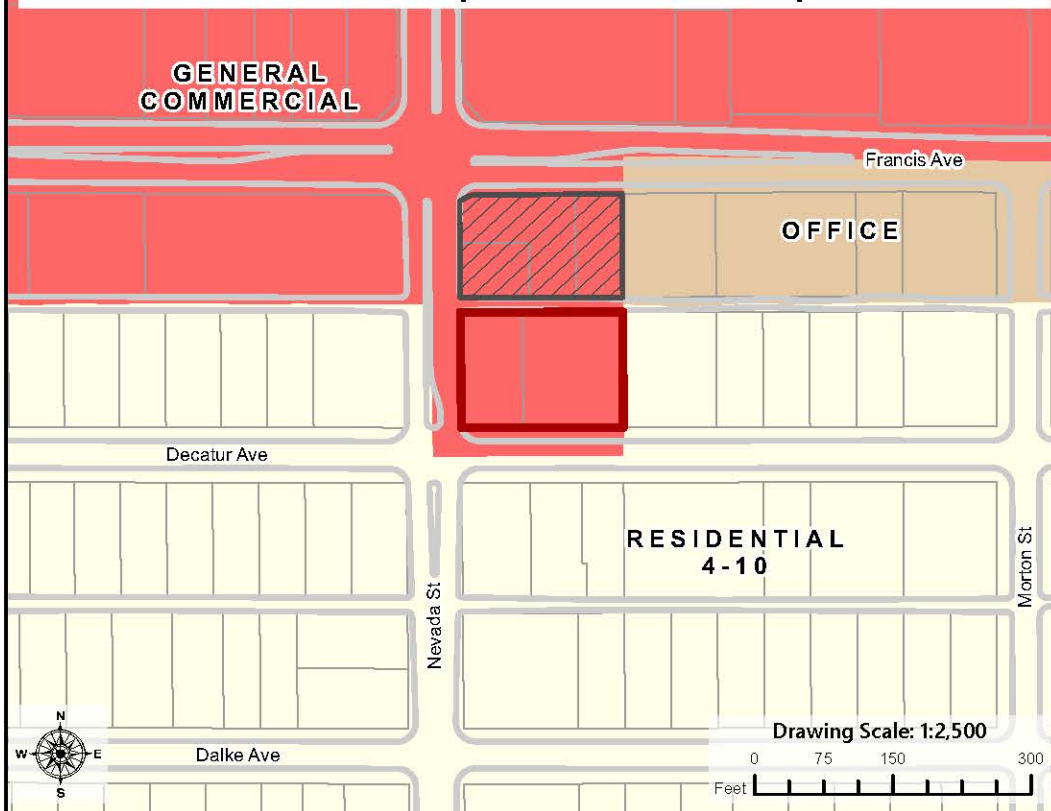 GENERAL
COMMERCIAL
Francis Ave
OFFICE
Decatur Ave
RESIDENTIAL
4-10
Nevada St
Morton St
Dalke Ave
N
W E
S
Drawing Scale: 1:2,500
0 75 150 300
Feet